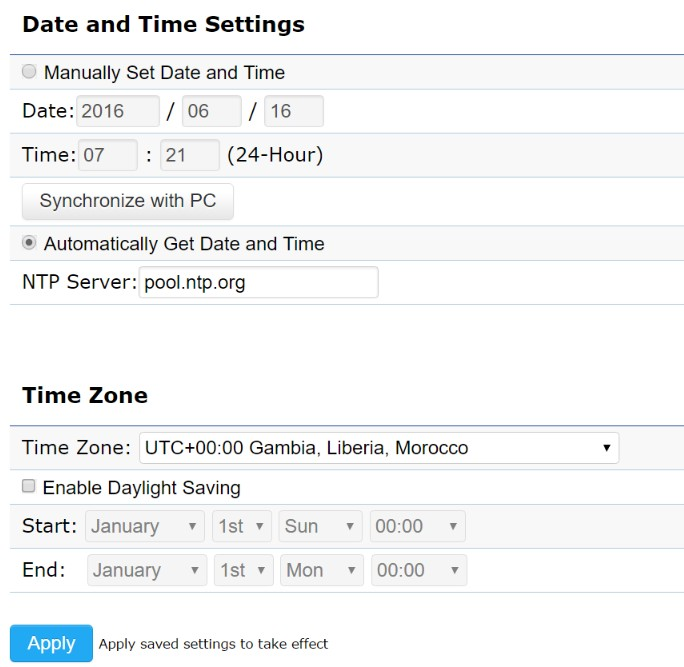 Date and Time Settings
Manually Set Date and Time
Date: 2016 / 06 / 16
Time: 07 : 21 (24-Hour)
Synchronize with PC
Automatically Get Date and Time
NTP Server: pool.ntp.org
Time Zone
Time Zone: UTC+00:00 Gambia, Liberia, Morocco
Enable Daylight Saving
Start: January 1st Sun 00:00
End: January 1st Mon 00:00
Apply Apply saved settings to take effect